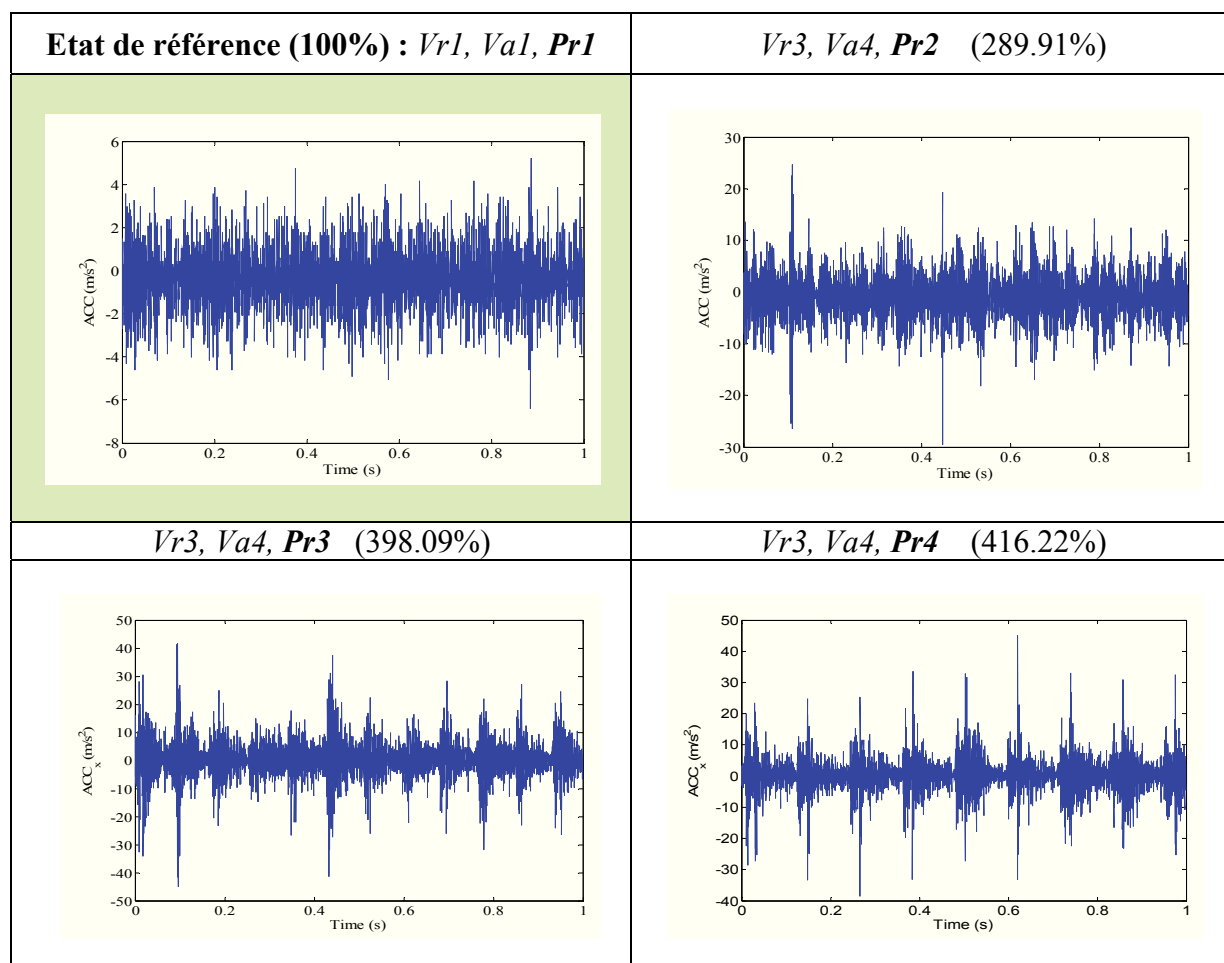 Etat de référence (100%) : Vr1, Va1, Pr1
Vr3, Va4, Pr2 (289.91%)
6
4
2
0
-2
-4
-6
-8
ACC (m/s²)
0 0.2 0.4 0.6 0.8 1
Time (s)
30
20
10
0
-10
-20
-30
ACC (m/s²)
0 0.2 0.4 0.6 0.8 1
Time (s)
Vr3, Va4, Pr3 (398.09%)
Vr3, Va4, Pr4 (416.22%)
50
40
30
20
10
0
-10
-20
-30
-40
-50
ACCx (m/s²)
0 0.2 0.4 0.6 0.8 1
Time (s)
50
40
30
20
10
0
-10
-20
-30
-40
ACCx (m/s²)
0 0.2 0.4 0.6 0.8 1
Time (s)